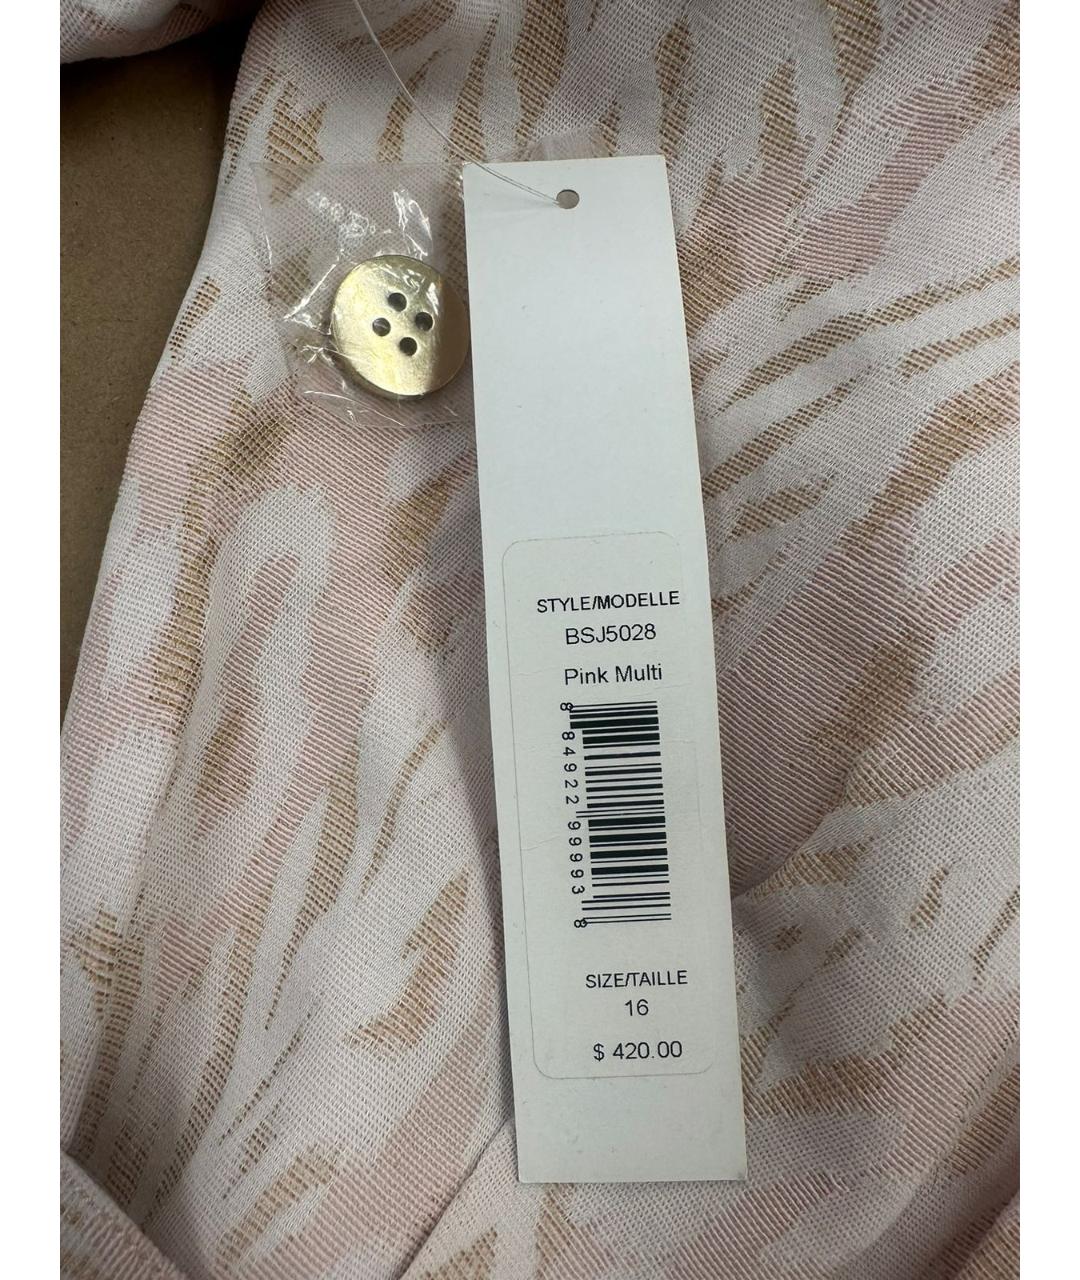 STYLE/MODELLE
BSJ5028
Pink Multi
8 84922 99993 8
SIZE/TAILLE
16
$ 420.00